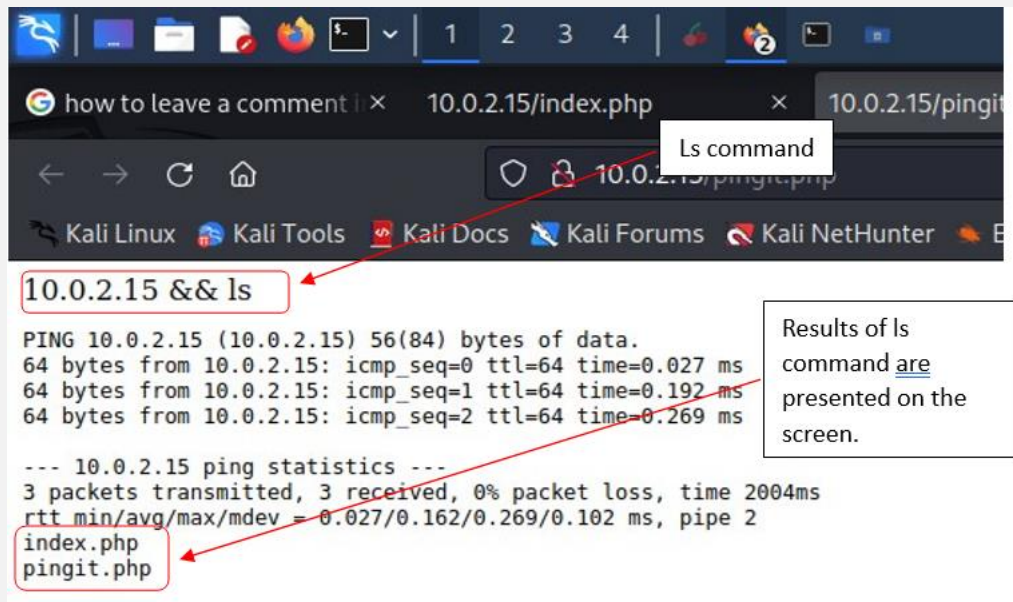 1 2 3 4 2
how to leave a comment 10.0.2.15/index.php 10.0.2.15/pingit
Ls command
Kali Linux Kali Tools Kali Docs Kali Forums Kali NetHunter E
10.0.2.15 && ls
PING 10.0.2.15 (10.0.2.15) 56(84) bytes of data.
64 bytes from 10.0.2.15: icmp_seq=0 ttl=64 time=0.027 ms
64 bytes from 10.0.2.15: icmp_seq=1 ttl=64 time=0.192 ms
64 bytes from 10.0.2.15: icmp_seq=2 ttl=64 time=0.269 ms
Results of ls
command are
presented on the
screen.
--- 10.0.2.15 ping statistics ---
3 packets transmitted, 3 received, 0% packet loss, time 2004ms
rtt min/avg/max/mdev = 0.027/0.162/0.269/0.102 ms, pipe 2
index.php
pingit.php